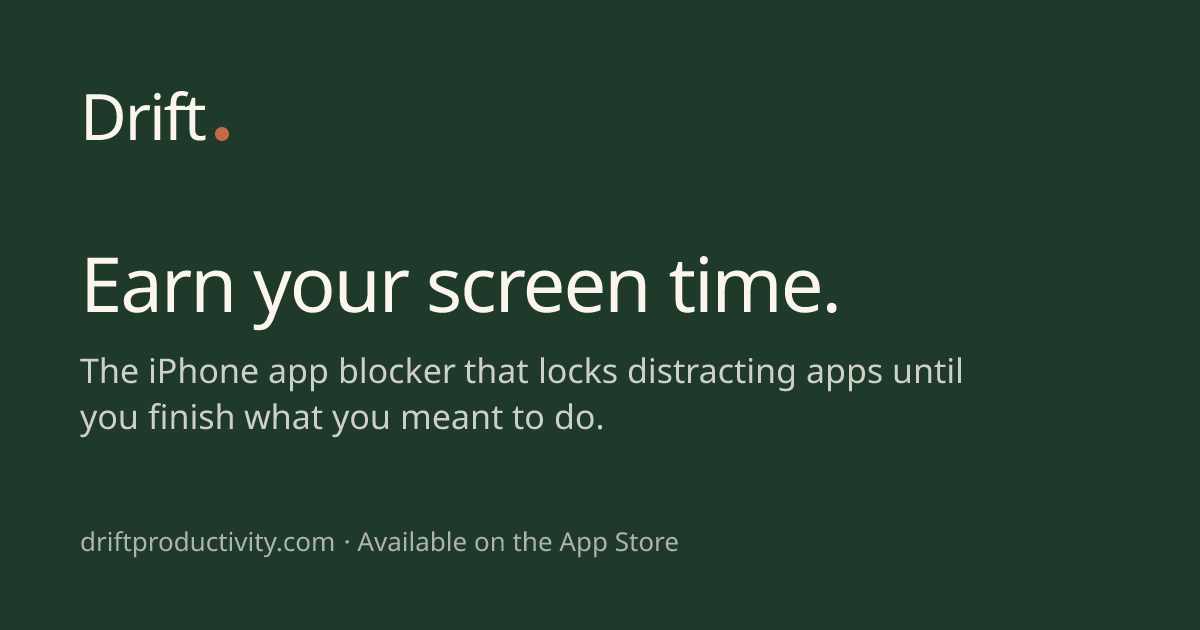 Drift.
Earn your screen time.
The iPhone app blocker that locks distracting apps until
you finish what you meant to do.
driftproductivity.com · Available on the App Store